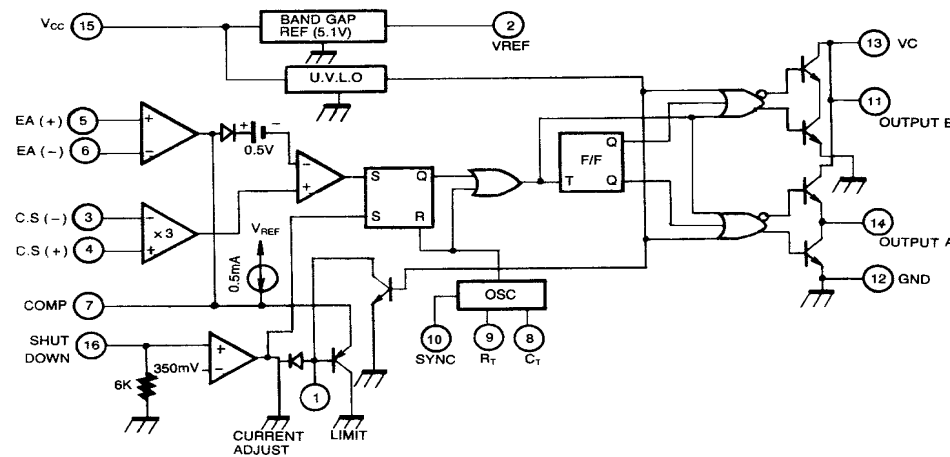 VCC 15
BAND GAP
REF (5.1V)
2
VREF
13 VC
U.V.L.O
11
OUTPUT B
EA (+) 5
EA (−) 6
+
−
+ −
0.5V
−
+
C.S (−) 3
C.S (+) 4
−
× 3
+
S Q
S R
F/F
Q
T Q
VREF
0.5mA
14
OUTPUT A
12 GND
COMP 7
OSC
10
SYNC
9
RT
8
CT
SHUT
DOWN
16
+
350mV −
6K
1
CURRENT
ADJUST
LIMIT